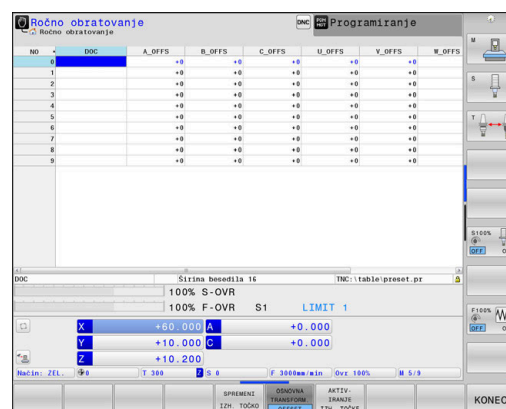 Ročno obratovanje
DNC
Programiranje
Ročno obratovanje
NO DOC A_OFFS B_OFFS C_OFFS U_OFFS V_OFFS W_OFFS
0 +0 +0 +0 +0 +0
1 +0 +0 +0 +0 +0
2 +0 +0 +0 +0 +0
3 +0 +0 +0 +0 +0
4 +0 +0 +0 +0 +0
5 +0 +0 +0 +0 +0
6 +0 +0 +0 +0 +0
7 +0 +0 +0 +0 +0
8 +0 +0 +0 +0 +0
9 +0 +0 +0 +0 +0
M
S
T
S100%
OFF
F100%
OFF
DOC Širina besedila 16 TNC:\table\preset.pr
100% S-OVR
100% F-OVR S1 LIMIT 1
X +60.000 A +0.000
Y +10.000 C +0.000
Z +10.200
Način: ŽEL. 0 T 300 Z S 0 F 3000mm/min Ovr 100% M 5/9
SPREMENI
IZH. TOČKO
OSNOVNA
TRANSFORM
OFFSET
AKTIV-
IRANJE
IZH. TOČKE
KONEC